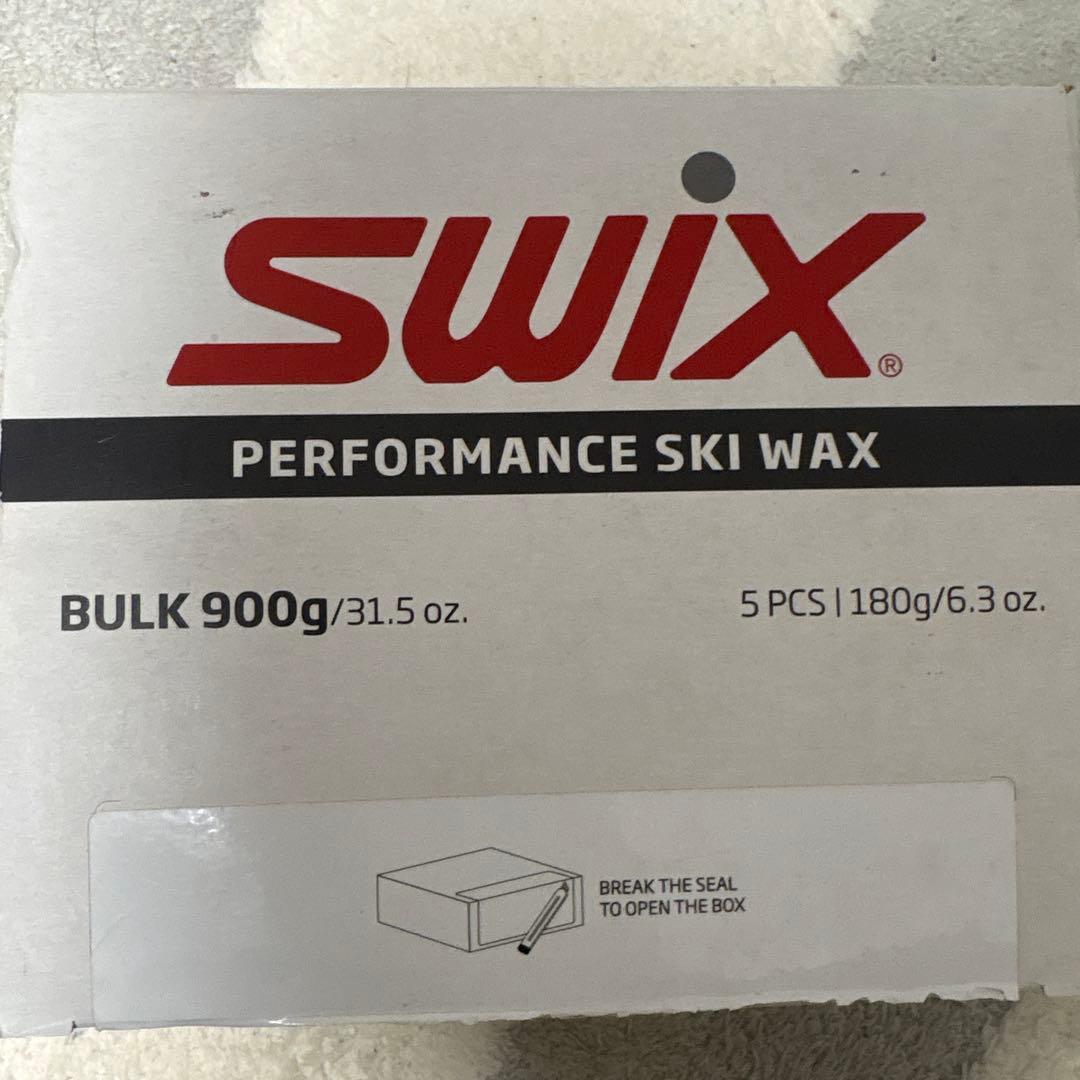 SWIX®
PERFORMANCE SKI WAX
BULK 900g/31.5 oz.
5 PCS | 180g/6.3 oz.
BREAK THE SEAL
TO OPEN THE BOX